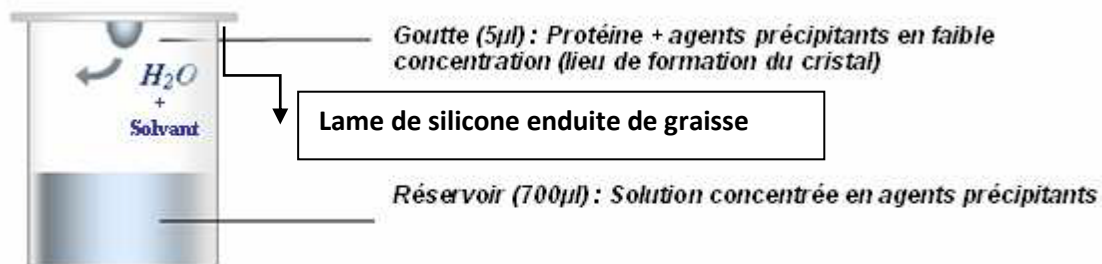 Goutte (5µl) : Protéine + agents précipitants en faible
concentration (lieu de formation du cristal)
H₂O
+
Solvant
Lame de silicone enduite de graisse
Réservoir (700µl) : Solution concentrée en agents précipitants